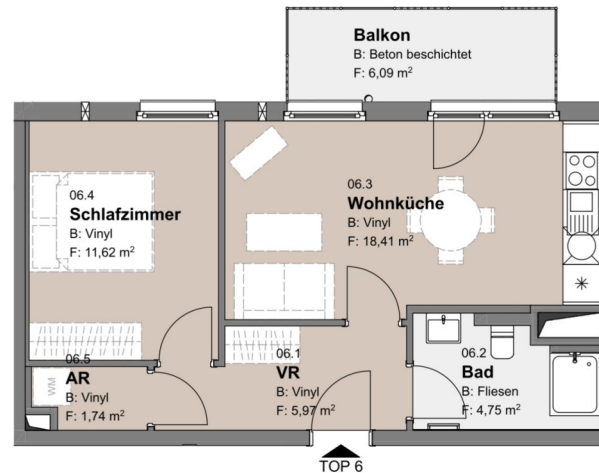 Balkon
B: Beton beschichtet
F: 6,09 m²
06.4
Schlafzimmer
B: Vinyl
F: 11,62 m²
06.3
Wohnküche
B: Vinyl
F: 18,41 m²
06.5
AR
B: Vinyl
F: 1,74 m²
WM
06.1
VR
B: Vinyl
F: 5,97 m²
06.2
Bad
B: Fliesen
F: 4,75 m²
TOP 6